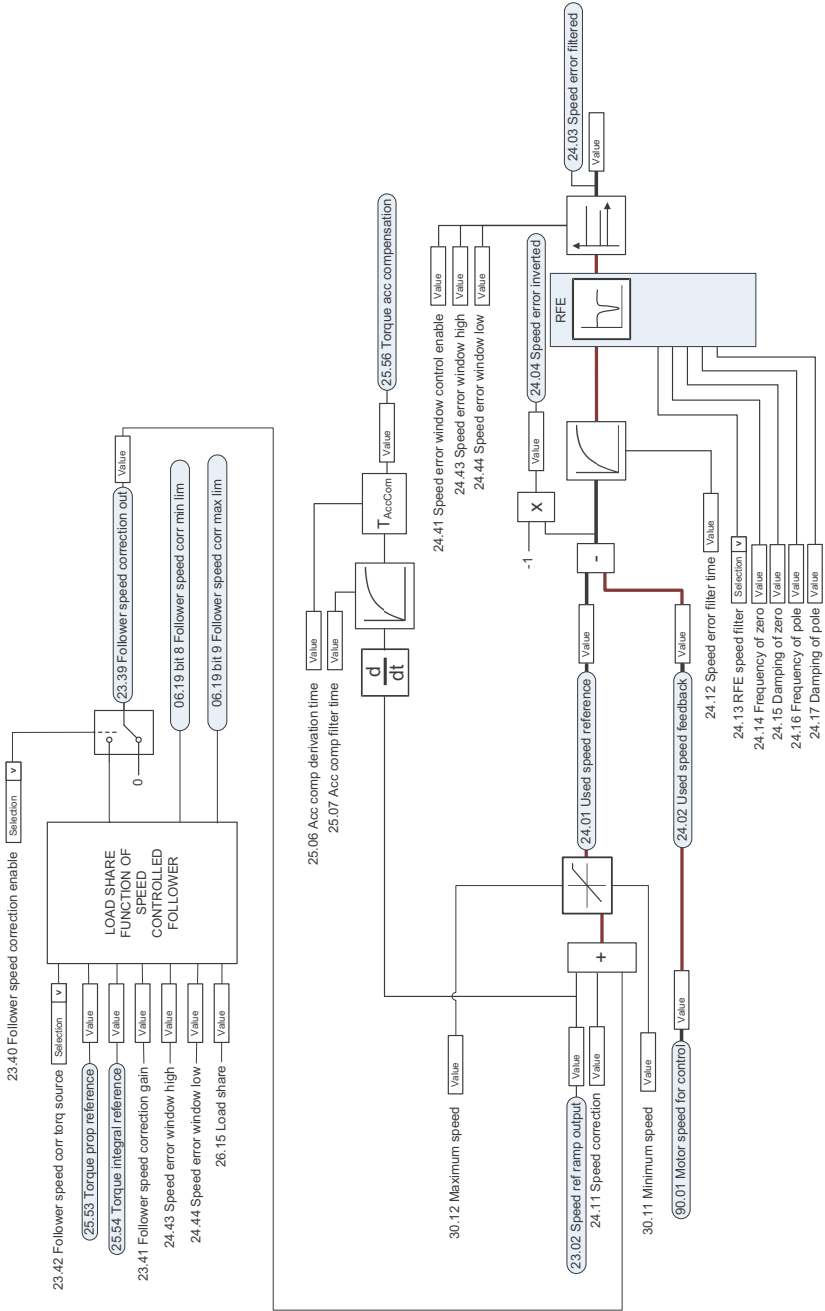 23.40 Follower speed correction enable
Selection v
23.42 Follower speed corr torq source
Selection v
25.53 Torque prop reference
Value
25.54 Torque integral reference
Value
23.41 Follower speed correction gain
Value
24.43 Speed error window high
Value
24.44 Speed error window low
Value
26.15 Load share
Value
LOAD SHARE
FUNCTION OF
SPEED
CONTROLLED
FOLLOWER
0
23.39 Follower speed correction out
Value
06.19 bit 8 Follower speed corr min lim
06.19 bit 9 Follower speed corr max lim
25.06 Acc comp derivation time
Value
25.07 Acc comp filter time
Value
d
dt
TAccCom
Value
25.56 Torque acc compensation
30.12 Maximum speed
Value
23.02 Speed ref ramp output
Value
24.11 Speed correction
Value
30.11 Minimum speed
Value
90.01 Motor speed for control
Value
+
24.01 Used speed reference
Value
24.02 Used speed feedback
Value
-
-1
X
Value
24.04 Speed error inverted
24.41 Speed error window control enable
Value
24.43 Speed error window high
Value
24.44 Speed error window low
Value
RFE
24.03 Speed error filtered
Value
24.12 Speed error filter time
Value
24.13 RFE speed filter
Selection v
24.14 Frequency of zero
Value
24.15 Damping of zero
Value
24.16 Frequency of pole
Value
24.17 Damping of pole
Value